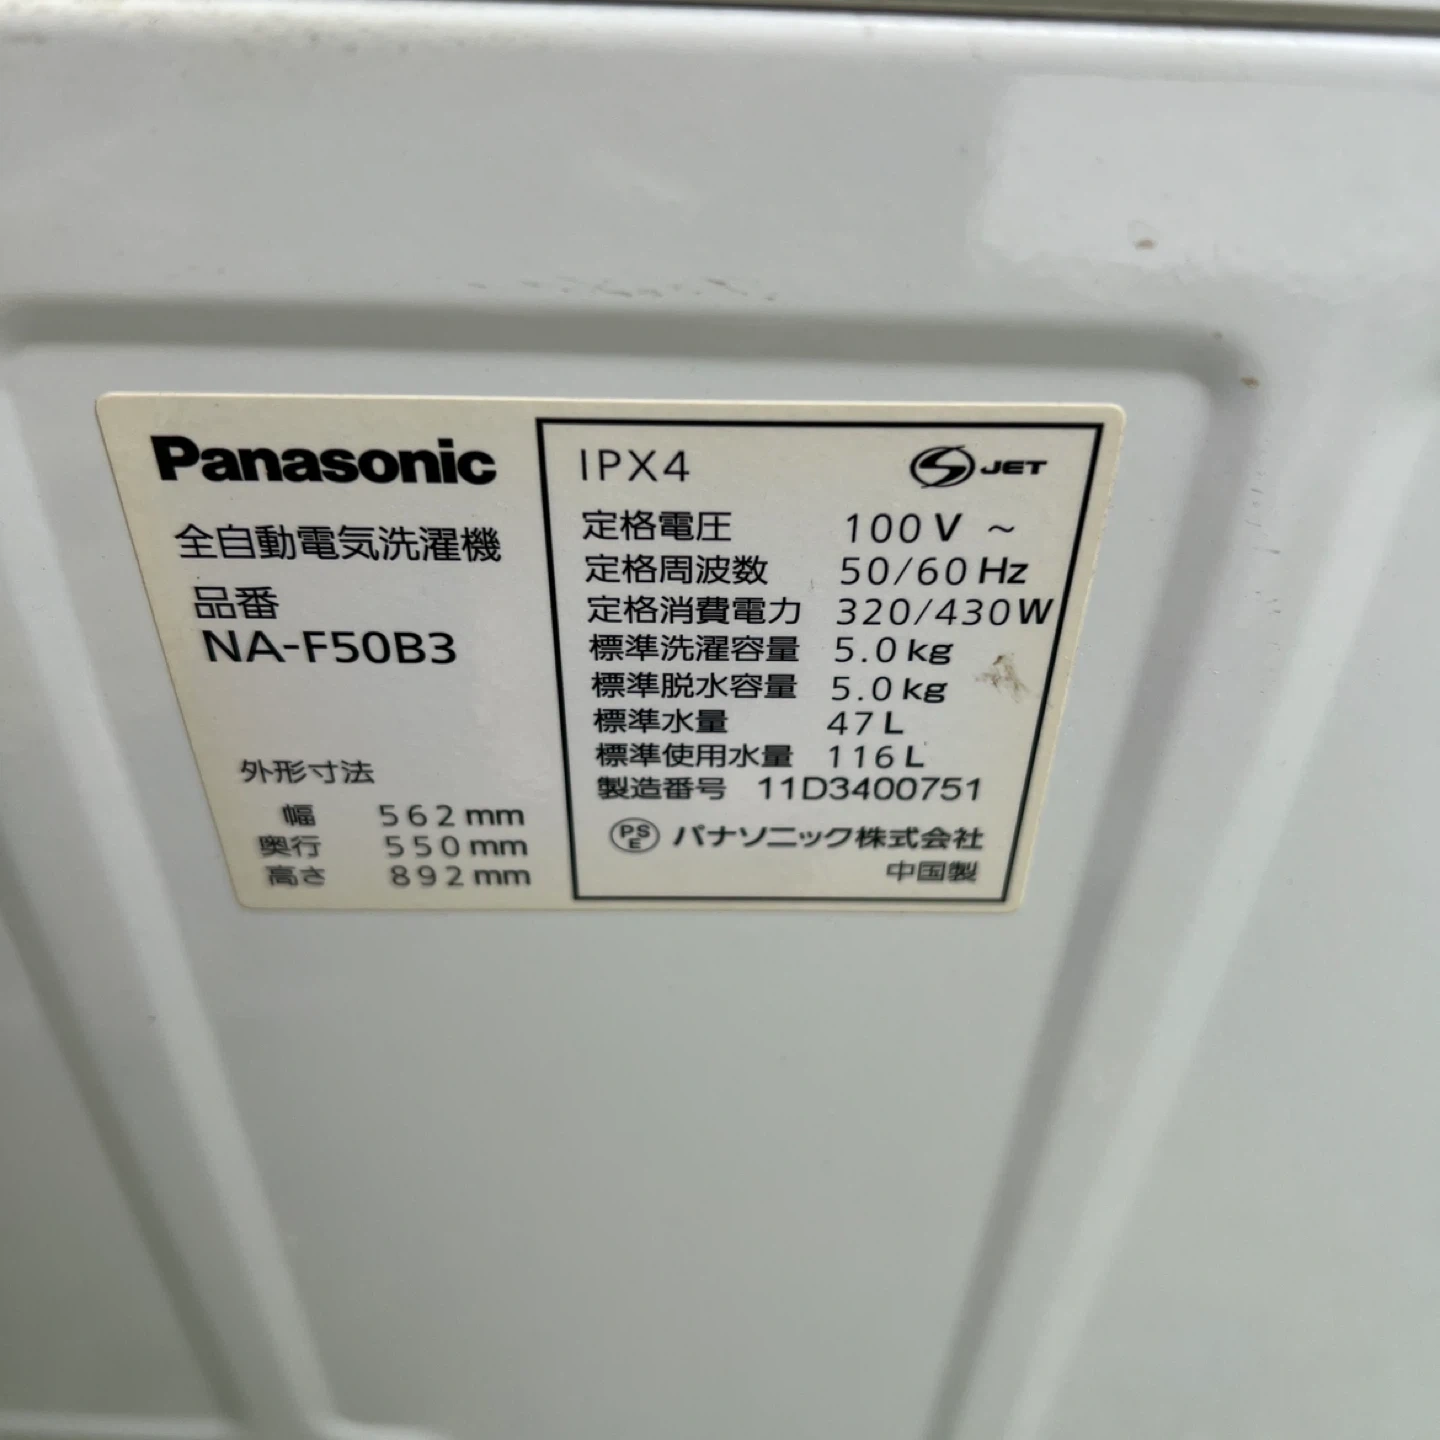 Panasonic
全自動電気洗濯機
品番
NA-F50B3
外形寸法
幅 562mm
奥行 550mm
高さ 892mm
IPX4 S JET
定格電圧 100V ~
定格周波数 50/60Hz
定格消費電力 320/430W
標準洗濯容量 5.0kg
標準脱水容量 5.0kg
標準水量 47L
標準使用水量 116L
製造番号 11D3400751
PSE パナソニック株式会社
中国製